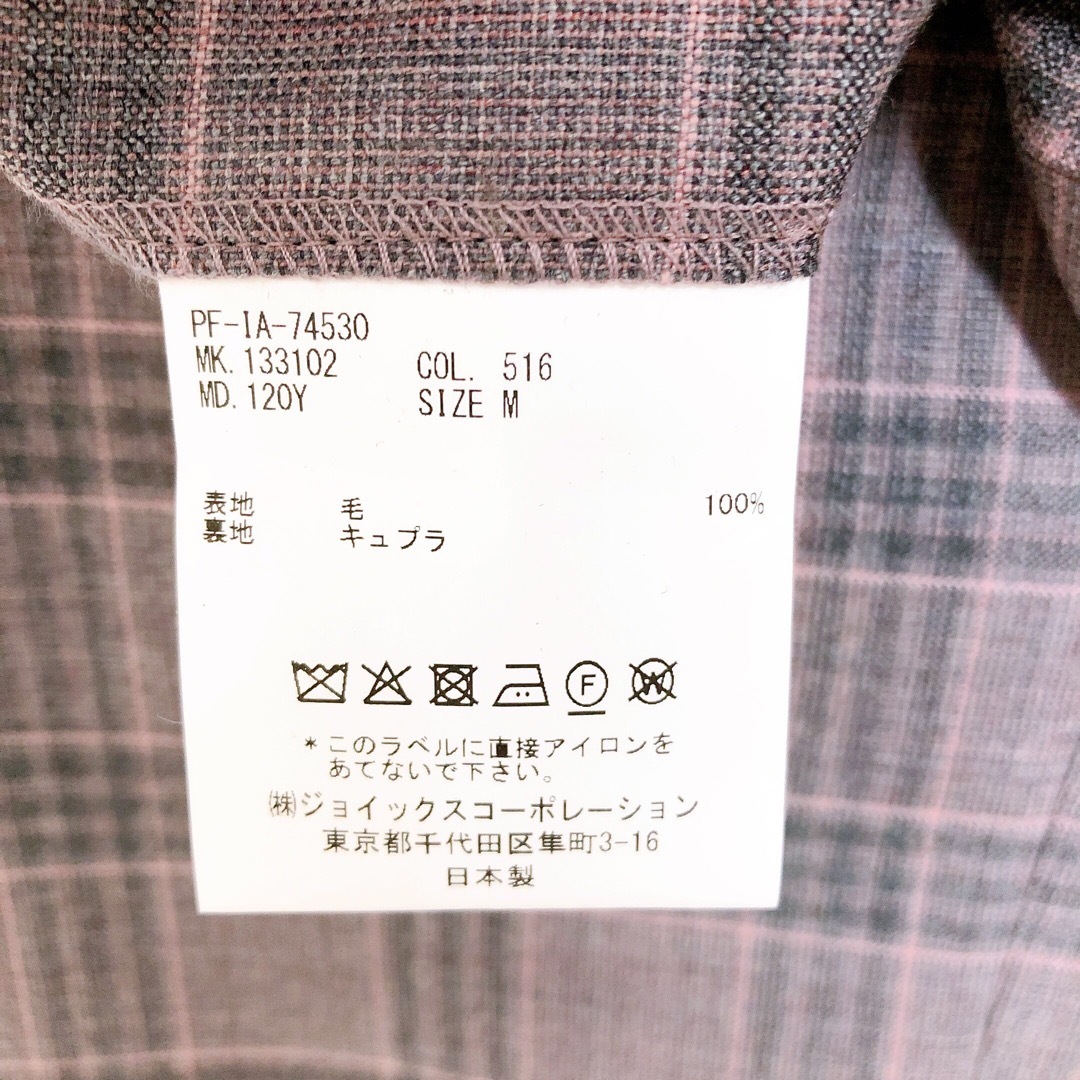 PF-IA-74530
MK. 133102 COL. 516
MD. 120Y SIZE M
表地 毛 100%
裏地 キュプラ
F W
*このラベルに直接アイロンを
あてないで下さい。
㈱ジョイックスコーポレーション
東京都千代田区隼町3-16
日本製